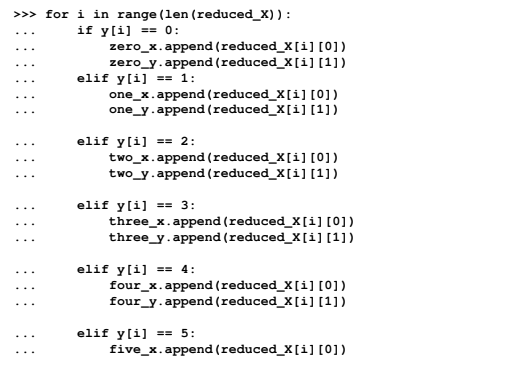 >>> for i in range(len(reduced_X)):
...     if y[i] == 0:
...         zero_x.append(reduced_X[i][0])
...         zero_y.append(reduced_X[i][1])
...     elif y[i] == 1:
...         one_x.append(reduced_X[i][0])
...         one_y.append(reduced_X[i][1])
...     elif y[i] == 2:
...         two_x.append(reduced_X[i][0])
...         two_y.append(reduced_X[i][1])
...     elif y[i] == 3:
...         three_x.append(reduced_X[i][0])
...         three_y.append(reduced_X[i][1])
...     elif y[i] == 4:
...         four_x.append(reduced_X[i][0])
...         four_y.append(reduced_X[i][1])
...     elif y[i] == 5:
...         five_x.append(reduced_X[i][0])